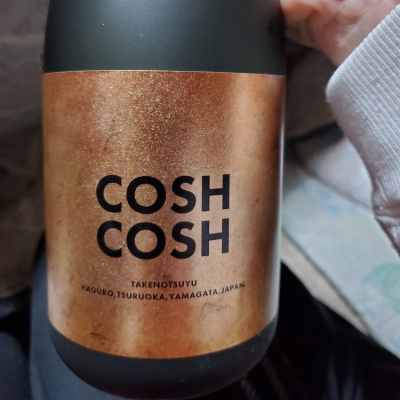 COSH
COSH
TAKENOTSUYU
HAGURO,TSURUOKA,YAMAGATA,JAPAN.